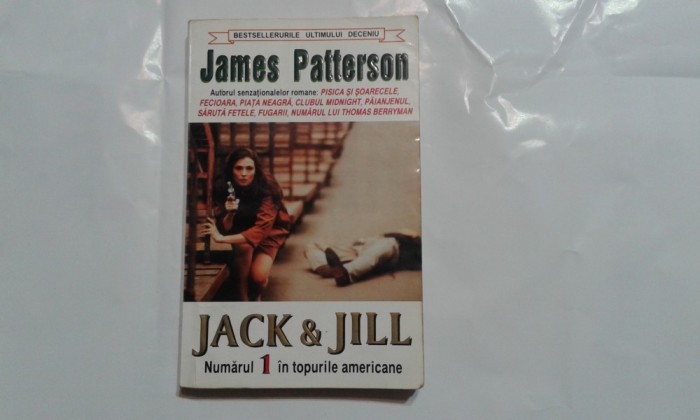 BESTSELLERURILE ULTIMULUI DECENIU
James Patterson
Autorul senzaționalelor romane: PISICA ȘI ȘOARECELE,
FECIOARA, PIAȚA NEAGRĂ, CLUBUL MIDNIGHT, PĂIANJENUL,
SĂRUTĂ FETELE, FUGARII, NUMĂRUL LUI THOMAS BERRYMAN
JACK & JILL
Numărul 1 în topurile americane